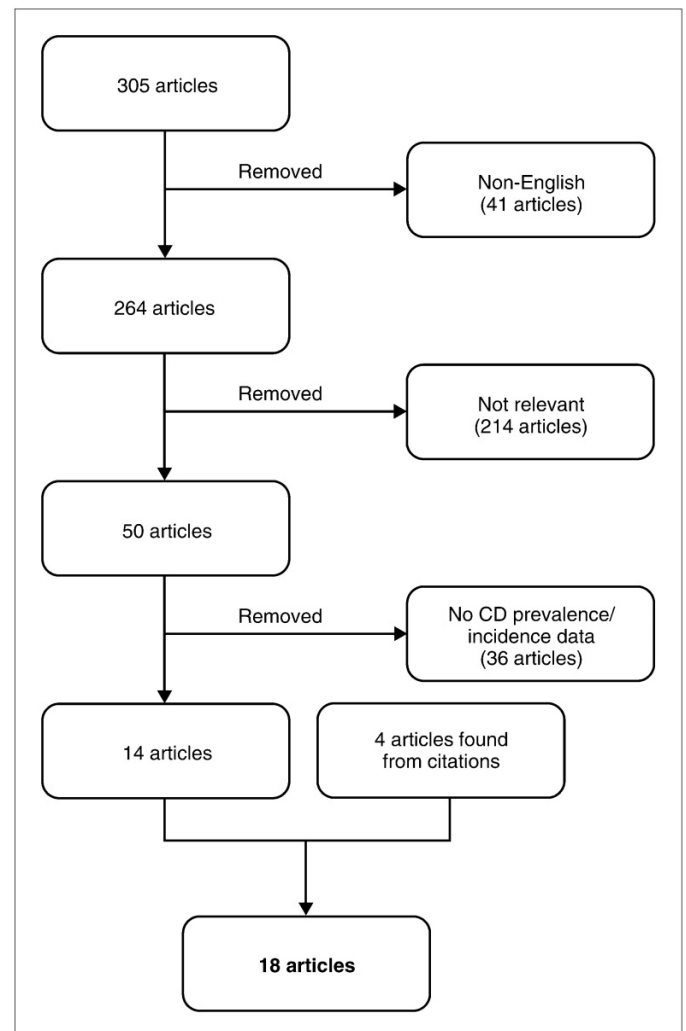 305 articles
Removed
Non-English
(41 articles)
264 articles
Removed
Not relevant
(214 articles)
50 articles
Removed
No CD prevalence/
incidence data
(36 articles)
14 articles
4 articles found
from citations
18 articles